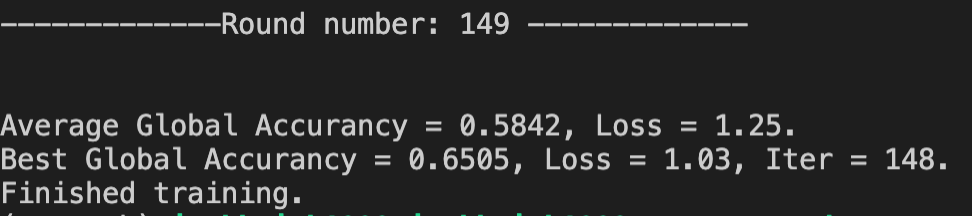 -------------Round number: 149 -------------
Average Global Accurancy = 0.5842, Loss = 1.25.
Best Global Accurancy = 0.6505, Loss = 1.03, Iter = 148.
Finished training.